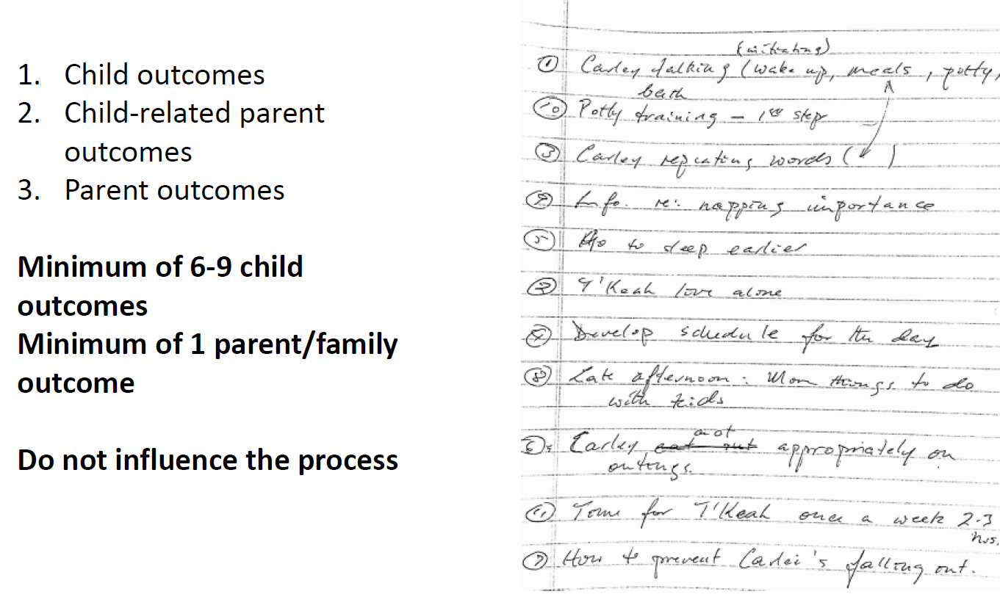 1. Child outcomes
2. Child-related parent
outcomes
3. Parent outcomes
Minimum of 6-9 child
outcomes
Minimum of 1 parent/family
outcome
Do not influence the process
(initiating)
① Carley talking (wake up, meals, potty,
bath
⑩ Potty training - 1st step
③ Carley repeating words ( )
⑨ Info. re: napping importance
⑤ Go to sleep earlier
② T'Keah time alone
④ Develop schedule for the day
⑧ Late afternoon: Mom things to do
with kids
act
⑥ Carley eat out appropriately on
outings.
⑪ Time for T'Keah once a week 2-3
hrs.
⑦ How to prevent Carlei's falling out.